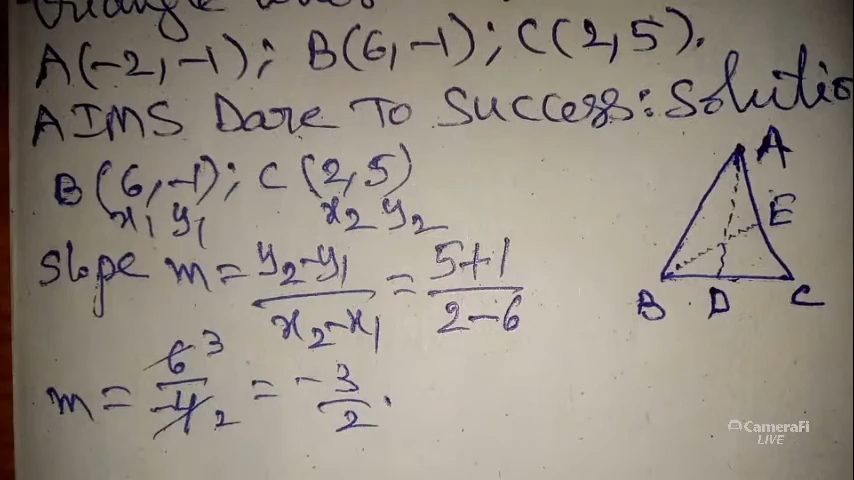 A(-2,-1); B(6,-1); C(2,5).
AIMS Dare To Success: Solutio
B(6,-1); C(2,5)
x₁ y₁ x₂ y₂
Slope m = y₂-y₁ / x₂-x₁ = 5+1 / 2-6
m = 6 3 / -4 2 = -3/2.
A
E
B D C
CameraFi
LIVE